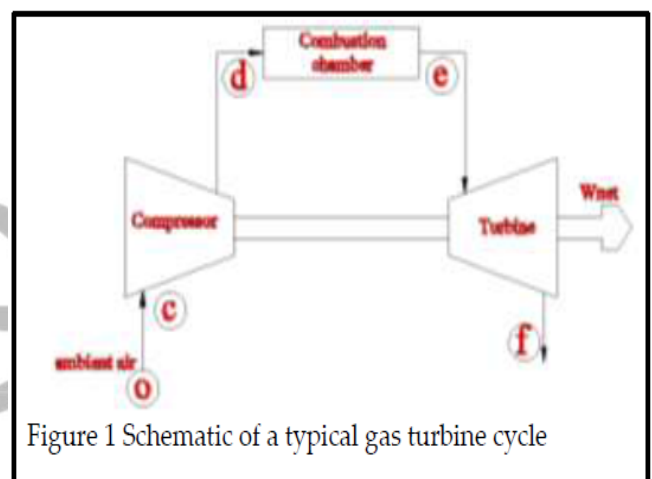 Combustion
chamber
d
e
Compressor
Turbine
Wnet
c
f
ambient air
o
Figure 1 Schematic of a typical gas turbine cycle